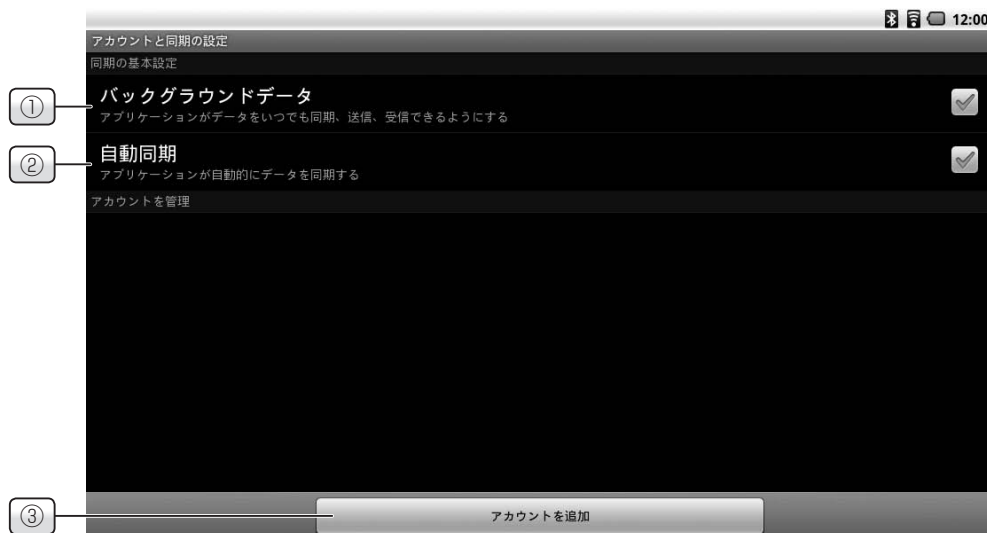 12:00
アカウントと同期の設定
同期の基本設定
① バックグラウンドデータ
アプリケーションがデータをいつでも同期、送信、受信できるようにする
② 自動同期
アプリケーションが自動的にデータを同期する
アカウントを管理
③ アカウントを追加